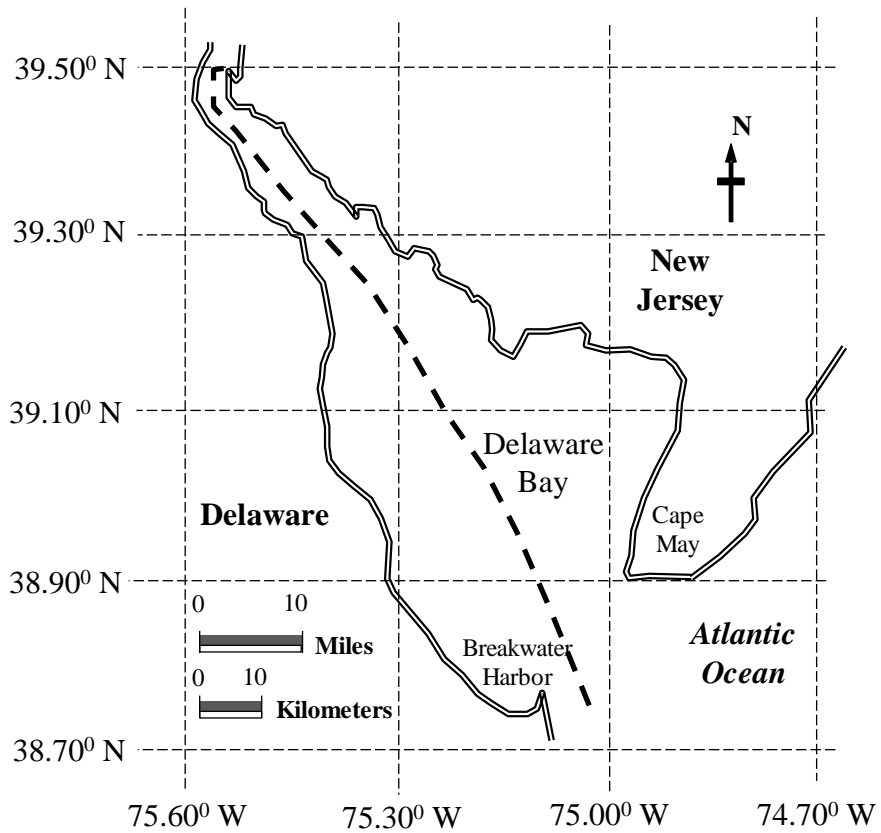 39.50⁰ N
N
39.30⁰ N
New
Jersey
39.10⁰ N
Delaware
Bay
Delaware
Cape
May
38.90⁰ N
0 10
Miles
Atlantic
Ocean
Breakwater
Harbor
0 10
Kilometers
38.70⁰ N
75.60⁰ W 75.30⁰ W 75.00⁰ W 74.70⁰ W